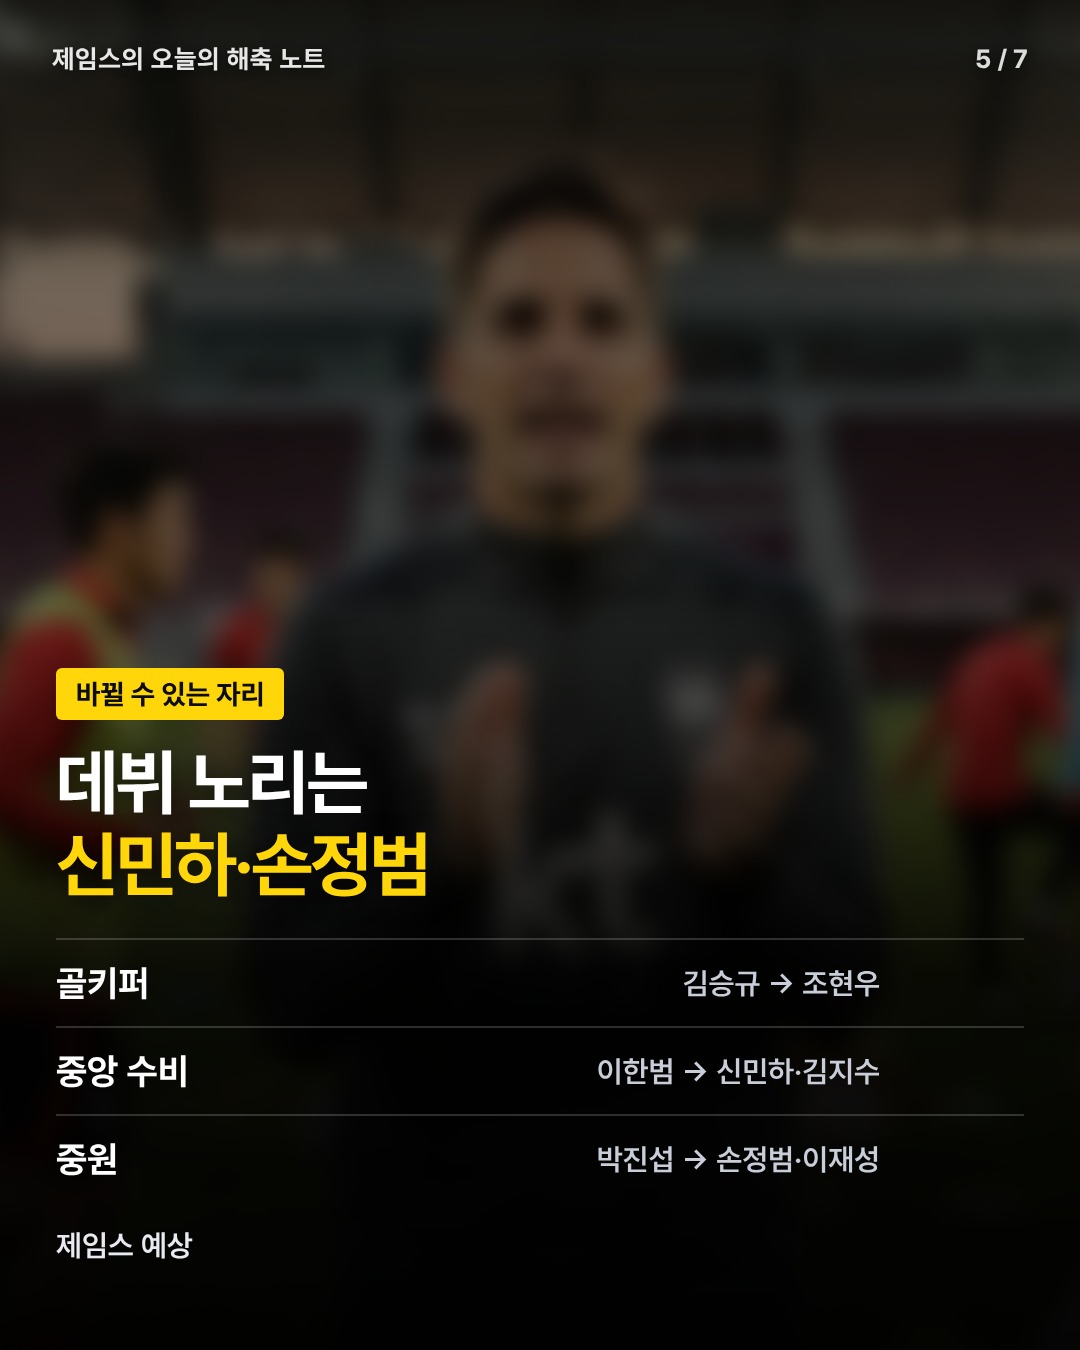 제임스의 오늘의 해축 노트
5 / 7
바뀔 수 있는 자리
데뷔 노리는
신민하·손정범
골키퍼 김승규 → 조현우
중앙 수비 이한범 → 신민하·김지수
중원 박진섭 → 손정범·이재성
제임스 예상
kt